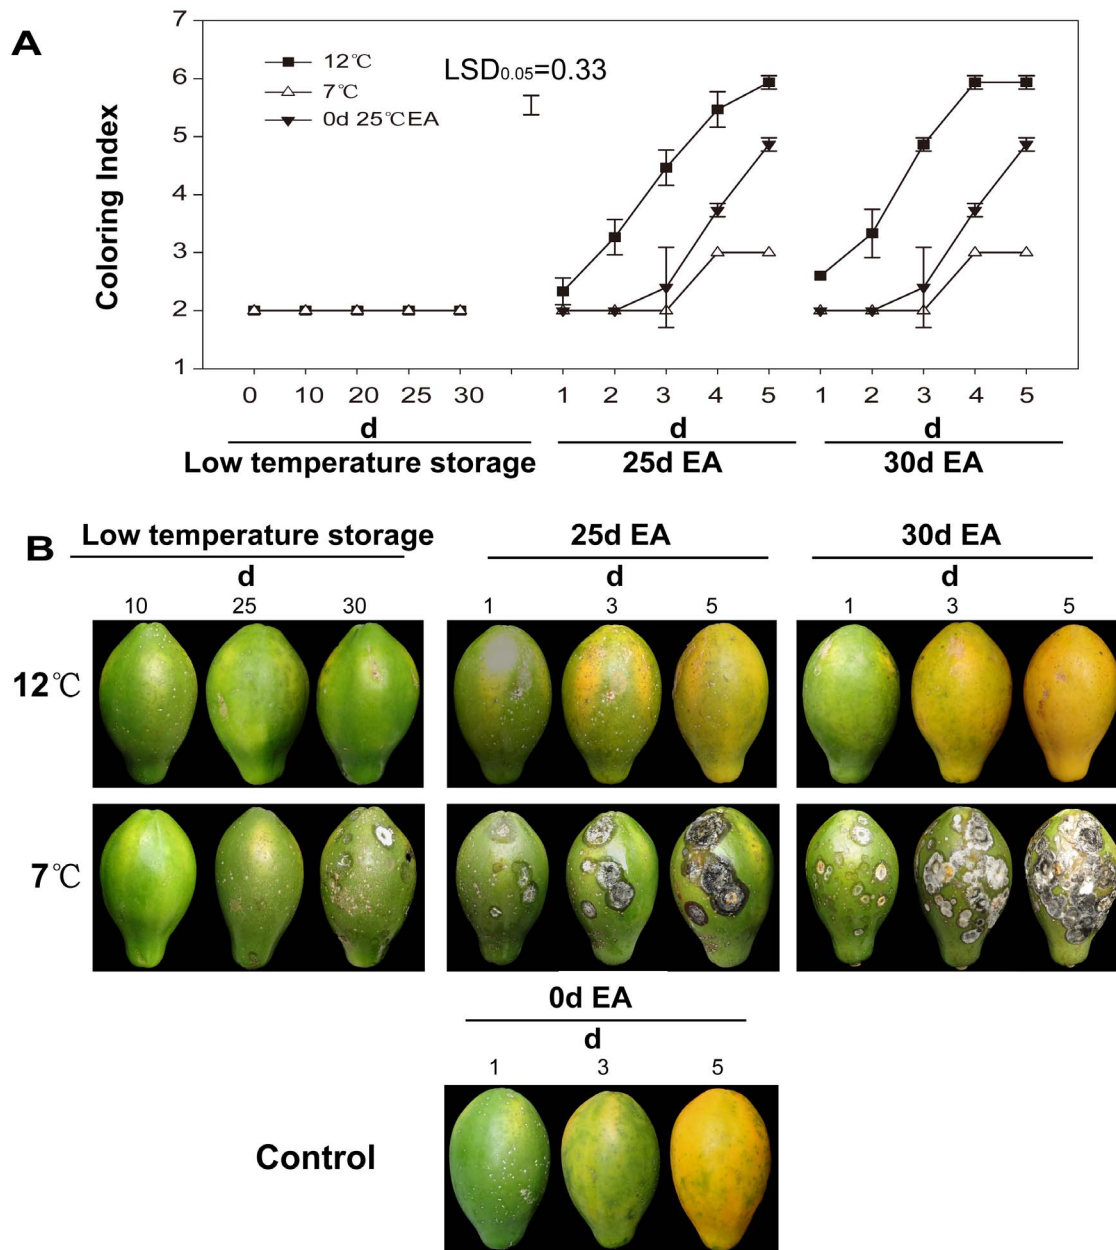 A
7
6
5
4
3
2
1
Coloring Index
12℃
7℃
0d 25℃EA
LSD0.05=0.33
0 10 20 25 30 1 2 3 4 5 1 2 3 4 5
d d d
Low temperature storage 25d EA 30d EA
B
Low temperature storage 25d EA 30d EA
d d d
10 25 30 1 3 5 1 3 5
12℃
7℃
0d EA
d
1 3 5
Control